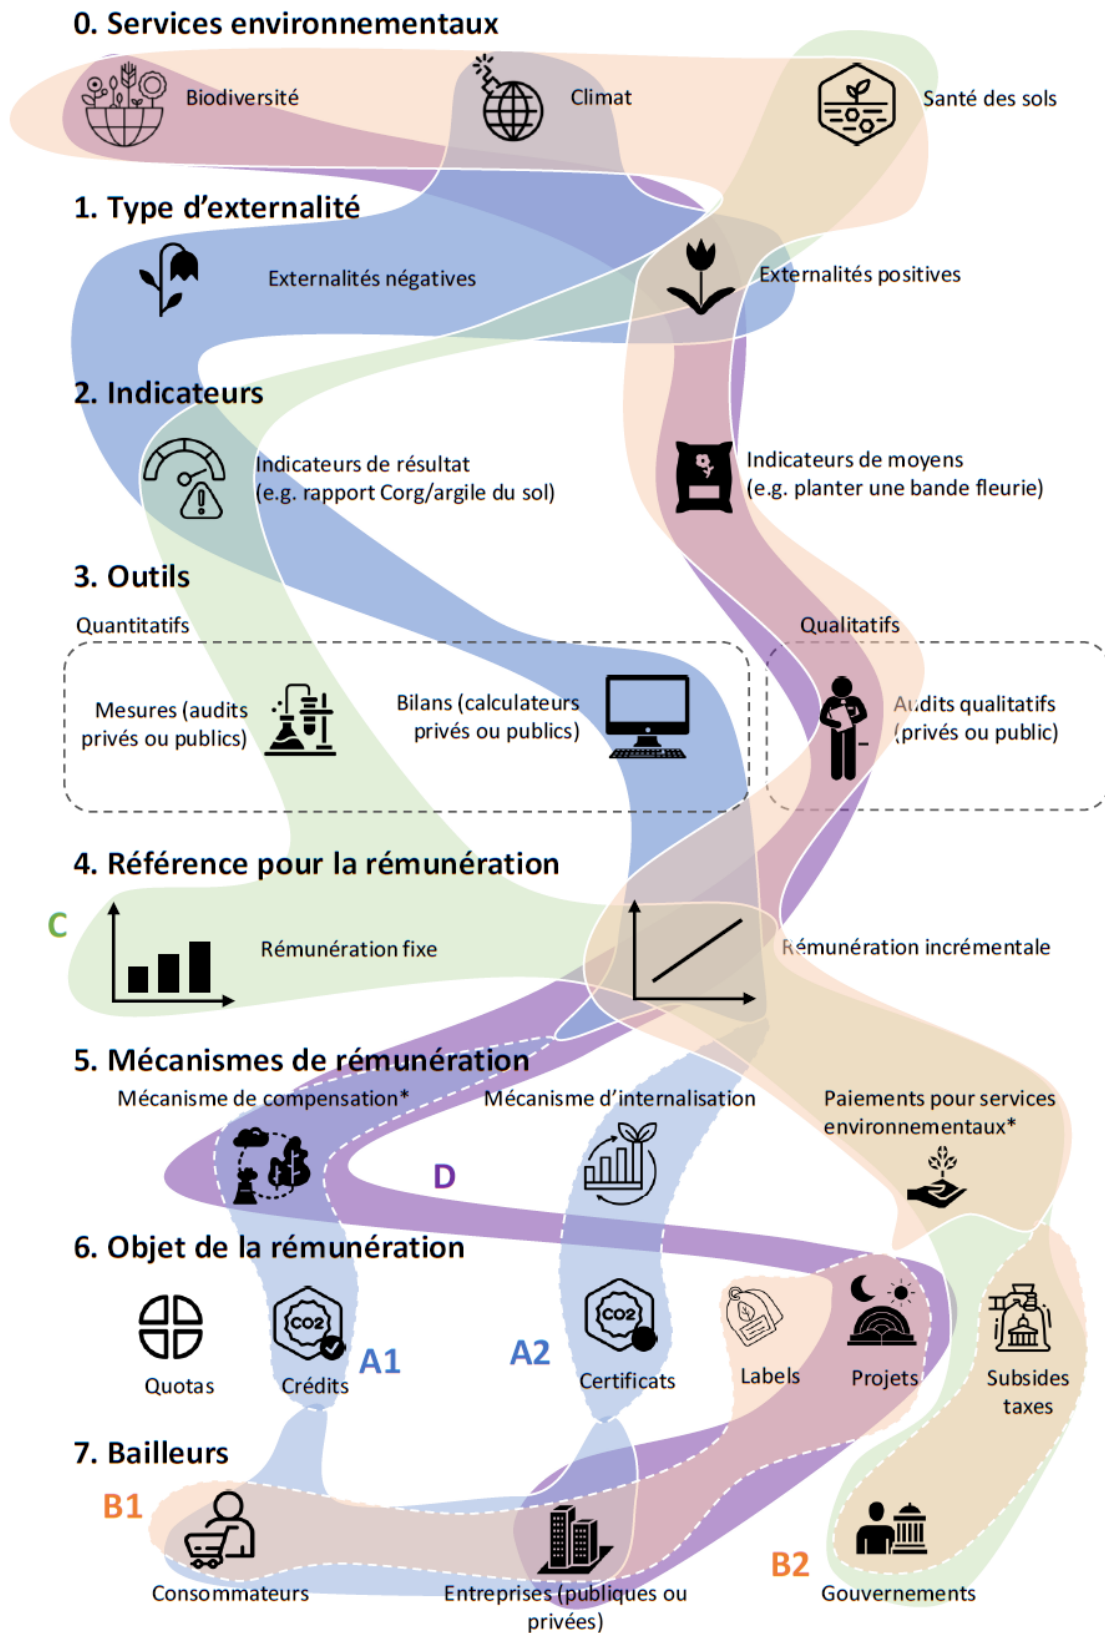 0. Services environnementaux
Biodiversité
Climat
Santé des sols
1. Type d'externalité
Externalités négatives
Externalités positives
2. Indicateurs
Indicateurs de résultat
(e.g. rapport Corg/argile du sol)
Indicateurs de moyens
(e.g. planter une bande fleurie)
3. Outils
Quantitatifs
Qualitatifs
Mesures (audits
privés ou publics)
Bilans (calculateurs
privés ou publics)
Audits qualitatifs
(privés ou public)
4. Référence pour la rémunération
C
Rémunération fixe
Rémunération incrémentale
5. Mécanismes de rémunération
Mécanisme de compensation*
Mécanisme d'internalisation
Paiements pour services
environnementaux*
D
6. Objet de la rémunération
CO2
CO2
A1
A2
Quotas
Crédits
Certificats
Labels
Projets
Subsides
taxes
7. Bailleurs
B1
B2
Consommateurs
Entreprises (publiques ou
privées)
Gouvernements